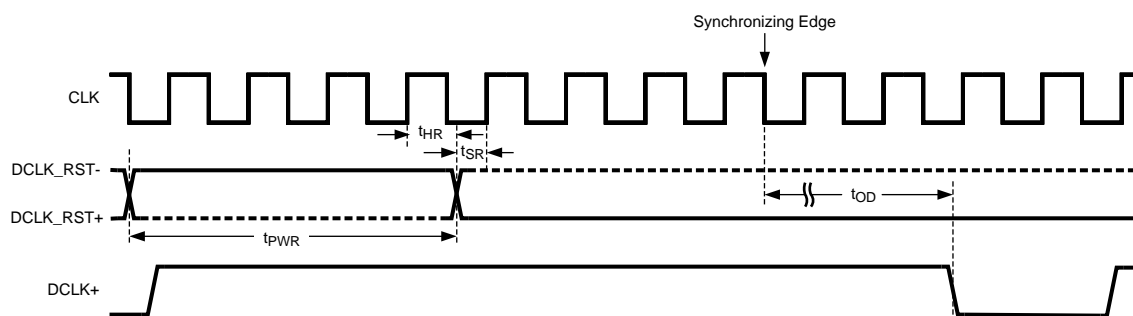 Synchronizing Edge
CLK
tHR
tSR
DCLK_RST-
tOD
DCLK_RST+
tPWR
DCLK+